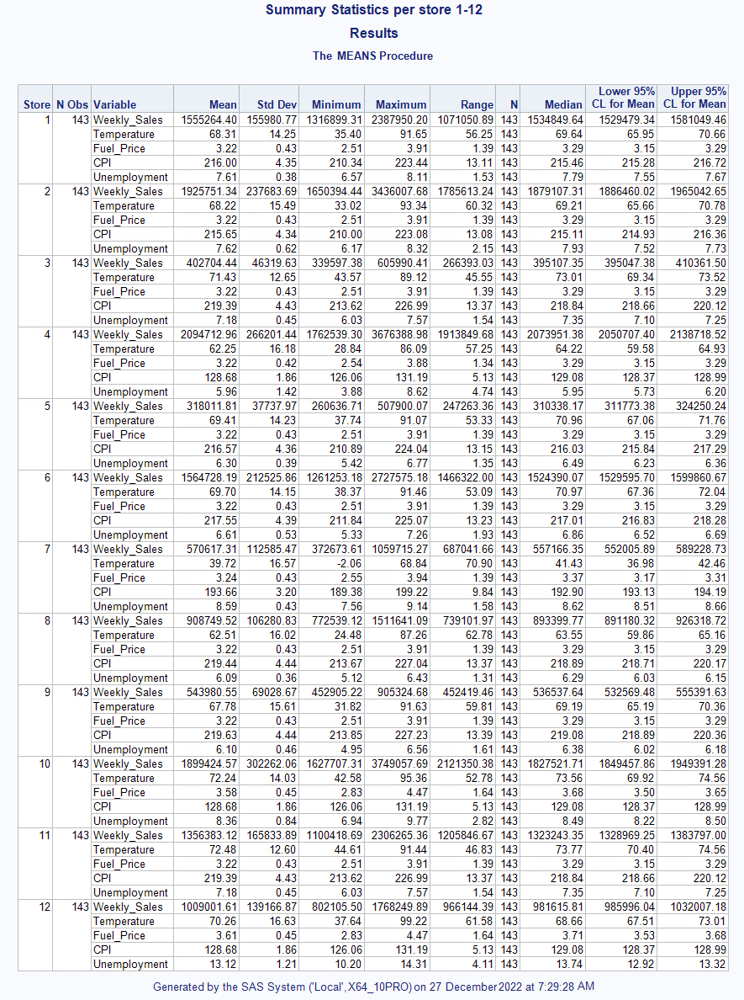 Summary Statistics per store 1-12
Results
The MEANS Procedure
Lower 95% Upper 95%
Store N Obs Variable Mean Std Dev Minimum Maximum Range N Median CL for Mean CL for Mean
1 143 Weekly_Sales 1555264.40 155980.77 1316899.31 2387950.20 1071050.89 143 1534849.64 1529479.34 1581049.46
Temperature 68.31 14.25 35.40 91.65 56.25 143 69.64 65.95 70.66
Fuel_Price 3.22 0.43 2.51 3.91 1.39 143 3.29 3.15 3.29
CPI 216.00 4.35 210.34 223.44 13.11 143 215.46 215.28 216.72
Unemployment 7.61 0.38 6.57 8.11 1.53 143 7.79 7.55 7.67
2 143 Weekly_Sales 1925751.34 237683.69 1650394.44 3436007.68 1785613.24 143 1879107.31 1886460.02 1965042.65
Temperature 68.22 15.49 33.02 93.34 60.32 143 69.21 65.66 70.78
Fuel_Price 3.22 0.43 2.51 3.91 1.39 143 3.29 3.15 3.29
CPI 215.65 4.34 210.00 223.08 13.08 143 215.11 214.93 216.36
Unemployment 7.62 0.62 6.17 8.32 2.15 143 7.93 7.52 7.73
3 143 Weekly_Sales 402704.44 46319.63 339597.38 605990.41 266393.03 143 395107.35 395047.38 410361.50
Temperature 71.43 12.65 43.57 89.12 45.55 143 73.01 69.34 73.52
Fuel_Price 3.22 0.43 2.51 3.91 1.39 143 3.29 3.15 3.29
CPI 219.39 4.43 213.62 226.99 13.37 143 218.84 218.66 220.12
Unemployment 7.18 0.45 6.03 7.57 1.54 143 7.35 7.10 7.25
4 143 Weekly_Sales 2094712.96 266201.44 1762539.30 3676388.98 1913849.68 143 2073951.38 2050707.40 2138718.52
Temperature 62.25 16.18 28.84 86.09 57.25 143 64.22 59.58 64.93
Fuel_Price 3.22 0.42 2.54 3.88 1.34 143 3.29 3.15 3.29
CPI 128.68 1.86 126.06 131.19 5.13 143 129.08 128.37 128.99
Unemployment 5.96 1.42 3.88 8.62 4.74 143 5.95 5.73 6.20
5 143 Weekly_Sales 318011.81 37737.97 260636.71 507900.07 247263.36 143 310338.17 311773.38 324250.24
Temperature 69.41 14.23 37.74 91.07 53.33 143 70.96 67.06 71.76
Fuel_Price 3.22 0.43 2.51 3.91 1.39 143 3.29 3.15 3.29
CPI 216.57 4.36 210.89 224.04 13.15 143 216.03 215.84 217.29
Unemployment 6.30 0.39 5.42 6.77 1.35 143 6.49 6.23 6.36
6 143 Weekly_Sales 1564728.19 212525.86 1261253.18 2727575.18 1466322.00 143 1524390.07 1529595.70 1599860.67
Temperature 69.70 14.15 38.37 91.46 53.09 143 70.97 67.36 72.04
Fuel_Price 3.22 0.43 2.51 3.91 1.39 143 3.29 3.15 3.29
CPI 217.55 4.39 211.84 225.07 13.23 143 217.01 216.83 218.28
Unemployment 6.61 0.53 5.33 7.26 1.93 143 6.86 6.52 6.69
7 143 Weekly_Sales 570617.31 112585.47 372673.61 1059715.27 687041.66 143 557166.35 552005.89 589228.73
Temperature 39.72 16.57 -2.06 68.84 70.90 143 41.43 36.98 42.46
Fuel_Price 3.24 0.43 2.55 3.94 1.39 143 3.37 3.17 3.31
CPI 193.66 3.20 189.38 199.22 9.84 143 192.90 193.13 194.19
Unemployment 8.59 0.43 7.56 9.14 1.58 143 8.62 8.51 8.66
8 143 Weekly_Sales 908749.52 106280.83 772539.12 1511641.09 739101.97 143 893399.77 891180.32 926318.72
Temperature 62.51 16.02 24.48 87.26 62.78 143 63.55 59.86 65.16
Fuel_Price 3.22 0.43 2.51 3.91 1.39 143 3.29 3.15 3.29
CPI 219.44 4.44 213.67 227.04 13.37 143 218.89 218.71 220.17
Unemployment 6.09 0.36 5.12 6.43 1.31 143 6.29 6.03 6.15
9 143 Weekly_Sales 543980.55 69028.67 452905.22 905324.68 452419.46 143 536537.64 532569.48 555391.63
Temperature 67.78 15.61 31.82 91.63 59.81 143 69.19 65.19 70.36
Fuel_Price 3.22 0.43 2.51 3.91 1.39 143 3.29 3.15 3.29
CPI 219.63 4.44 213.85 227.23 13.39 143 219.08 218.89 220.36
Unemployment 6.10 0.46 4.95 6.56 1.61 143 6.38 6.02 6.18
10 143 Weekly_Sales 1899424.57 302262.06 1627707.31 3749057.69 2121350.38 143 1827521.71 1849457.86 1949391.28
Temperature 72.24 14.03 42.58 95.36 52.78 143 73.56 69.92 74.56
Fuel_Price 3.58 0.45 2.83 4.47 1.64 143 3.68 3.50 3.65
CPI 128.68 1.86 126.06 131.19 5.13 143 129.08 128.37 128.99
Unemployment 8.36 0.84 6.94 9.77 2.82 143 8.49 8.22 8.50
11 143 Weekly_Sales 1356383.12 165833.89 1100418.69 2306265.36 1205846.67 143 1323243.35 1328969.25 1383797.00
Temperature 72.48 12.60 44.61 91.44 46.83 143 73.77 70.40 74.56
Fuel_Price 3.22 0.43 2.51 3.91 1.39 143 3.29 3.15 3.29
CPI 219.39 4.43 213.62 226.99 13.37 143 218.84 218.66 220.12
Unemployment 7.18 0.45 6.03 7.57 1.54 143 7.35 7.10 7.25
12 143 Weekly_Sales 1009001.61 139166.87 802105.50 1768249.89 966144.39 143 981615.81 985996.04 1032007.18
Temperature 70.26 16.63 37.64 99.22 61.58 143 68.66 67.51 73.01
Fuel_Price 3.61 0.45 2.83 4.47 1.64 143 3.71 3.53 3.68
CPI 128.68 1.86 126.06 131.19 5.13 143 129.08 128.37 128.99
Unemployment 13.12 1.21 10.20 14.31 4.11 143 13.74 12.92 13.32
Generated by the SAS System ('Local', X64_10PRO) on 27 December 2022 at 7:29:28 AM